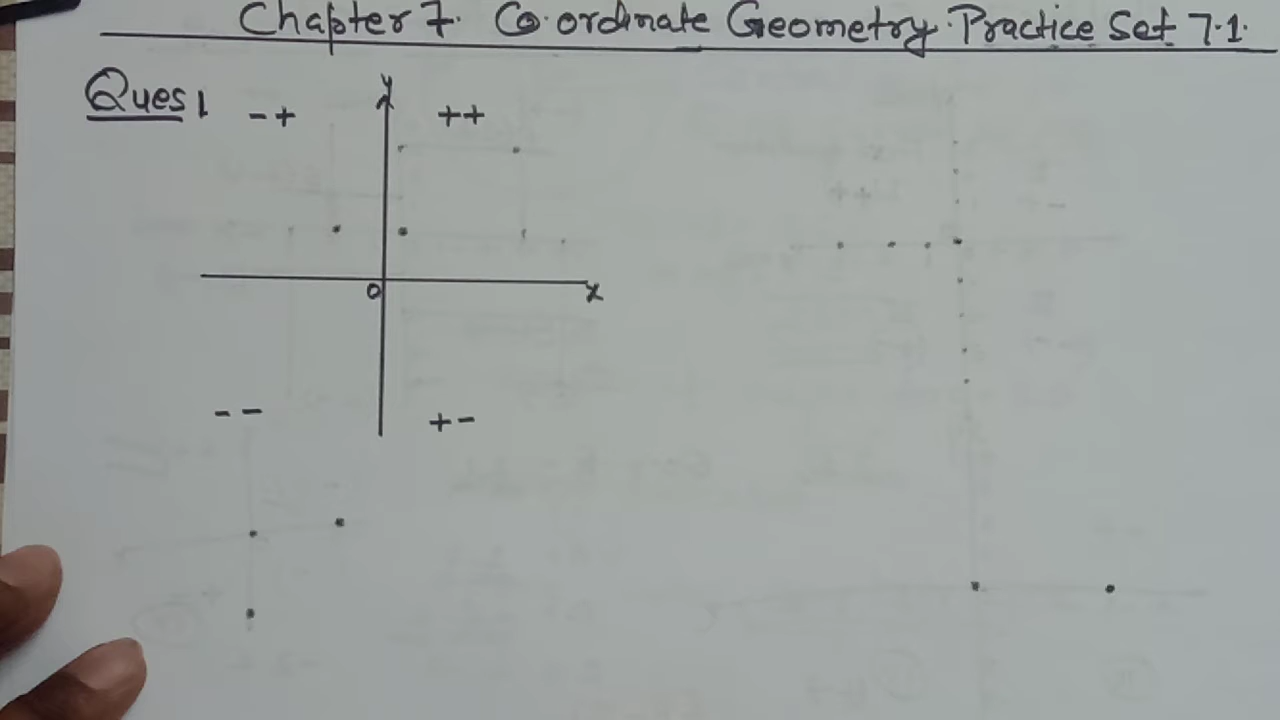 Chapter 7. Co-ordinate Geometry. Practice Set 7.1.
Ques 1
- + y ++
0 x
- - + -